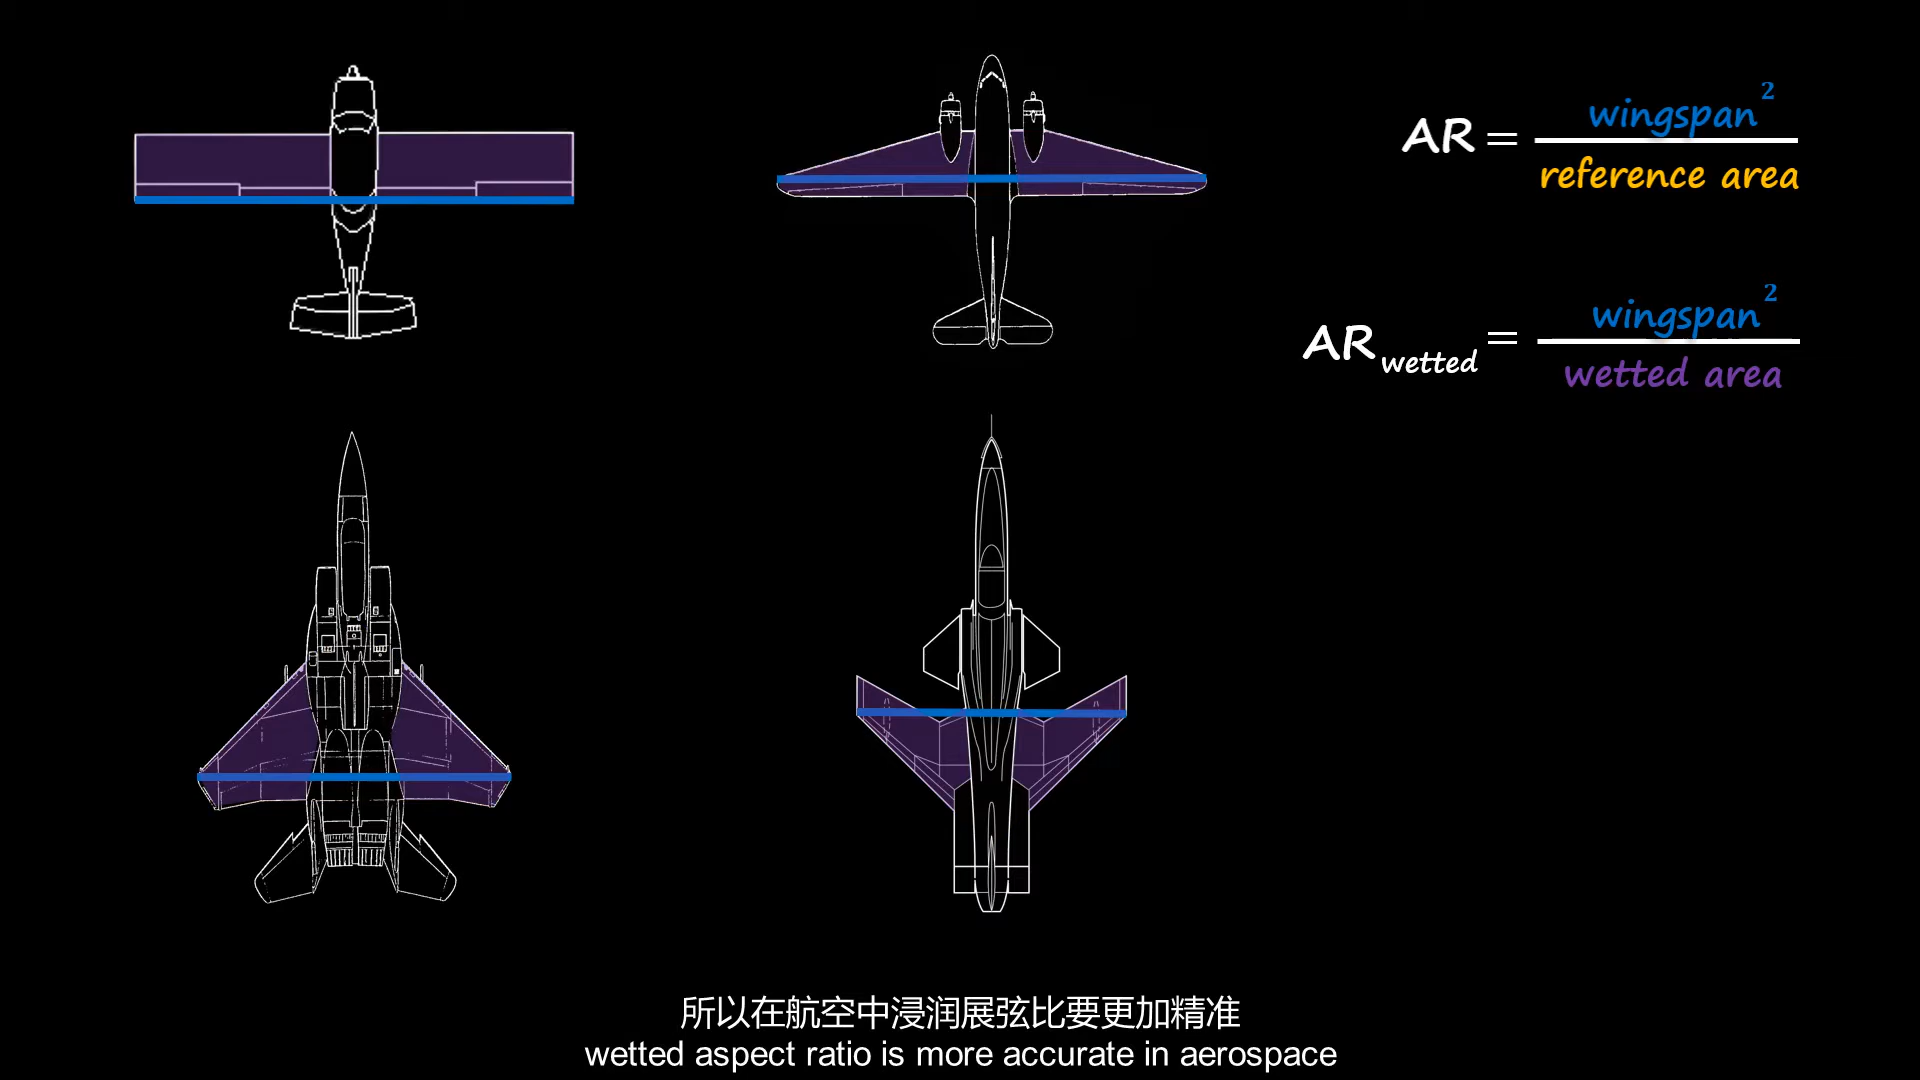 AR = wingspan²
reference area
AR wetted = wingspan²
wetted area
所以在航空中浸润展弦比要更加精准
wetted aspect ratio is more accurate in aerospace